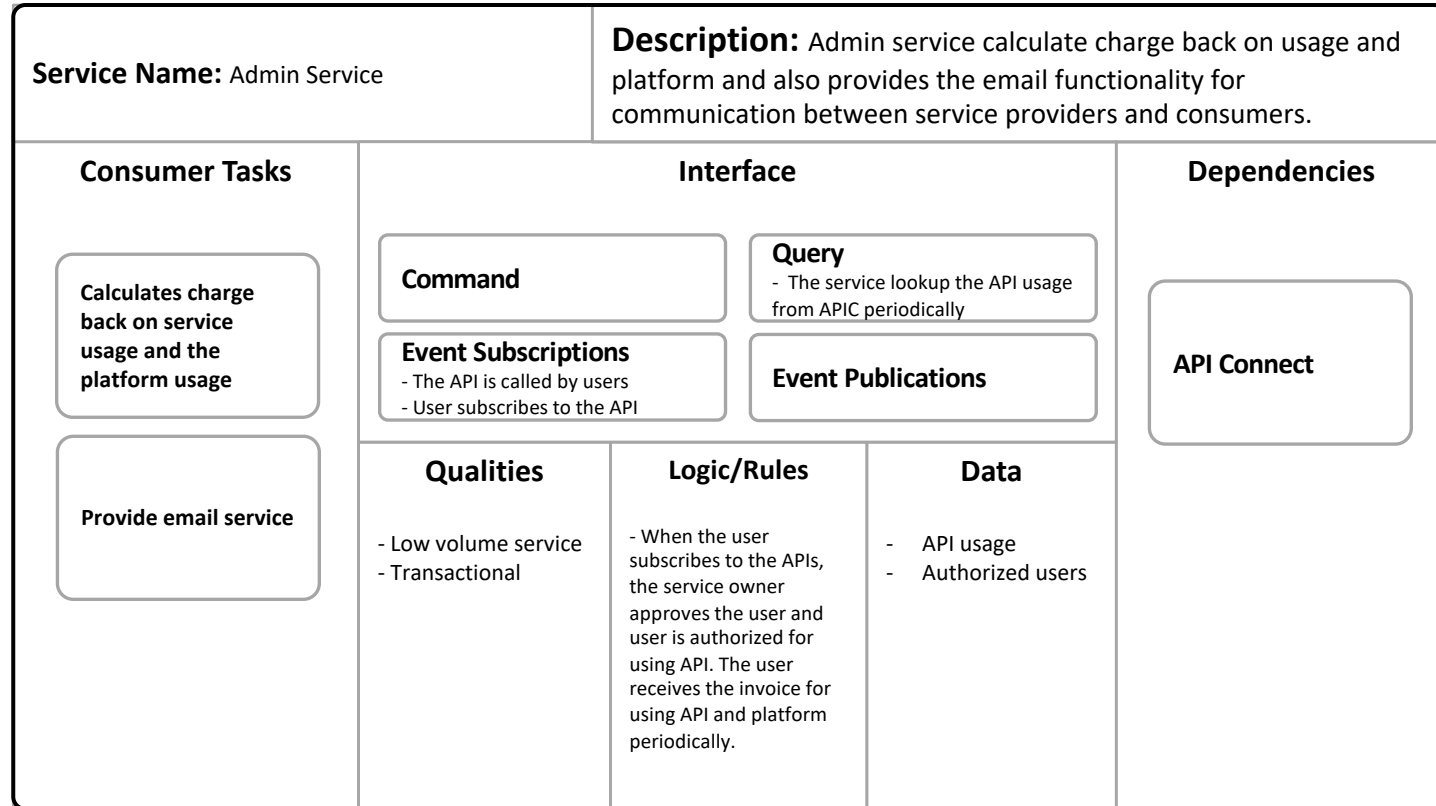 Service Name: Admin Service
Description: Admin service calculate charge back on usage and
platform and also provides the email functionality for
communication between service providers and consumers.
Consumer Tasks
Calculates charge
back on service
usage and the
platform usage
Provide email service
Interface
Command
Query
- The service lookup the API usage
from APIC periodically
Event Subscriptions
- The API is called by users
- User subscribes to the API
Event Publications
Qualities
- Low volume service
- Transactional
Logic/Rules
- When the user
subscribes to the APIs,
the service owner
approves the user and
user is authorized for
using API. The user
receives the invoice for
using API and platform
periodically.
Data
- API usage
- Authorized users
Dependencies
API Connect